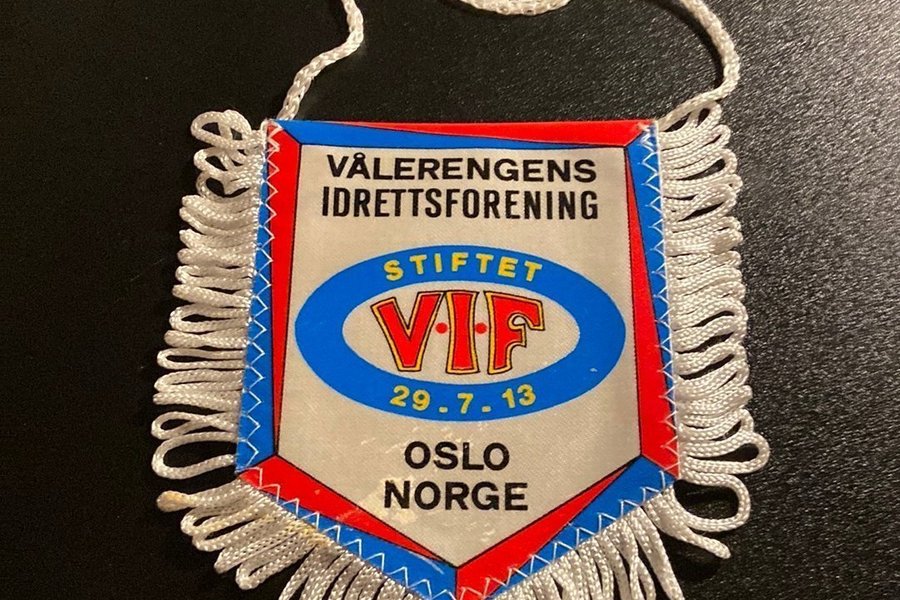 VÅLERENGENS
IDRETTSFORENING
STIFTET
V·I·F
29.7.13
OSLO
NORGE